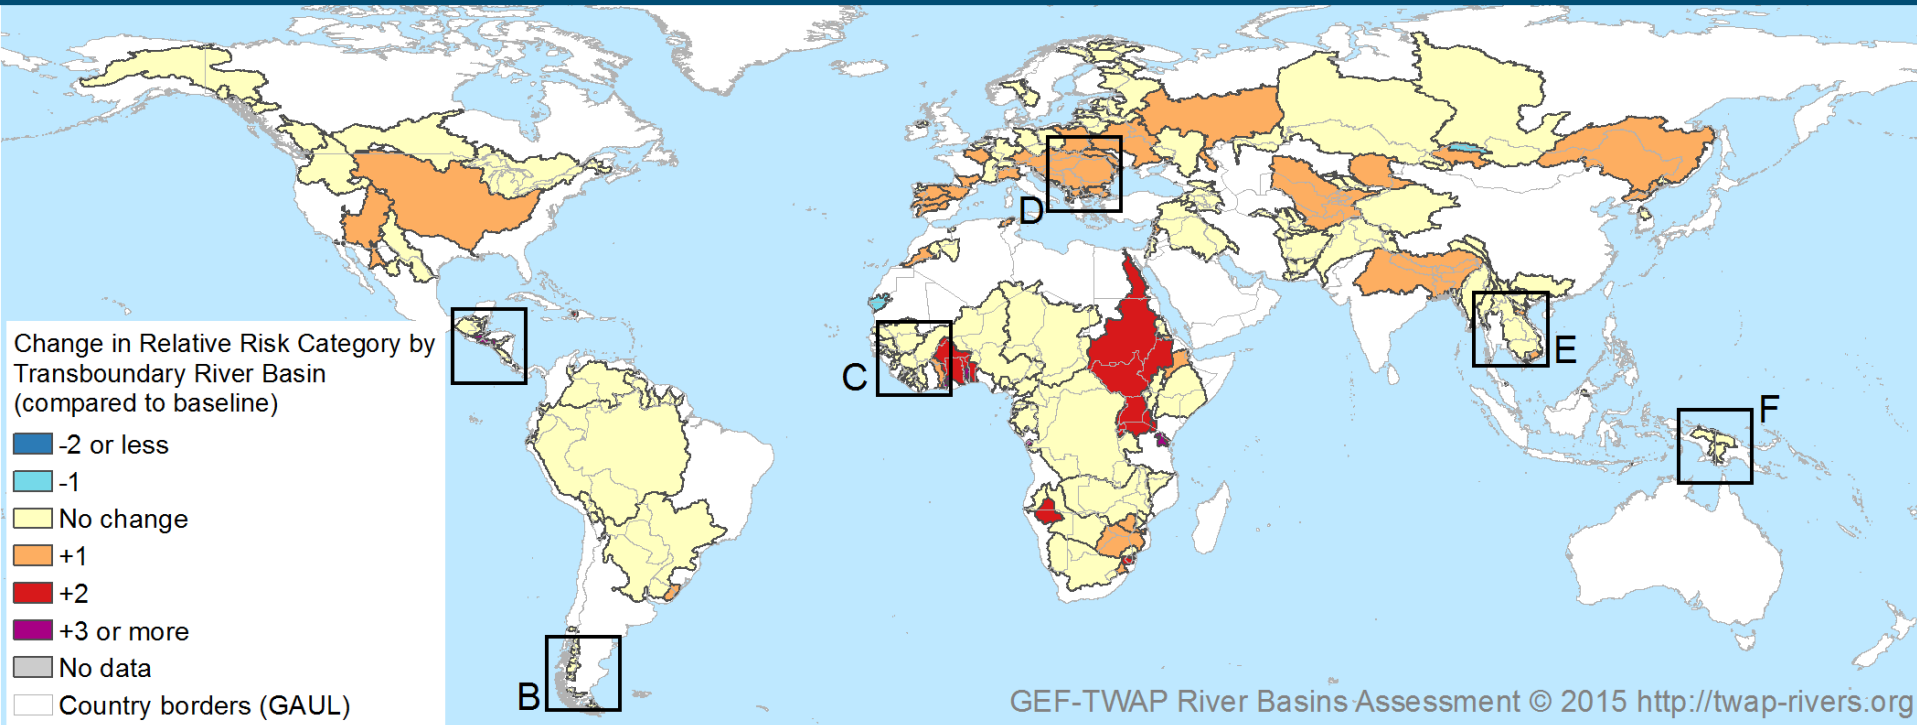 Change in Relative Risk Category by
Transboundary River Basin
(compared to baseline)
-2 or less
-1
No change
+1
+2
+3 or more
No data
Country borders (GAUL)
B
C
D
E
F
GEF-TWAP River Basins Assessment © 2015 http://twap-rivers.org